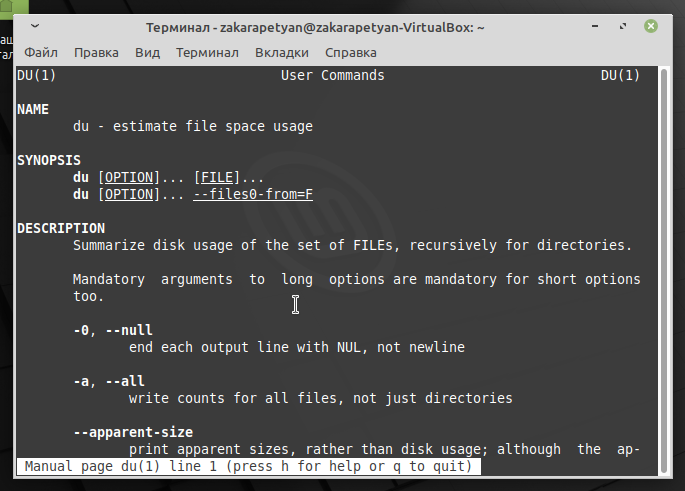 Терминал - zakarapetyan@zakarapetyan-VirtualBox: ~
Файл Правка Вид Терминал Вкладки Справка
DU(1) User Commands DU(1)
NAME
du - estimate file space usage
SYNOPSIS
du [OPTION]... [FILE]...
du [OPTION]... --files0-from=F
DESCRIPTION
Summarize disk usage of the set of FILEs, recursively for directories.
Mandatory arguments to long options are mandatory for short options
too.
-0, --null
end each output line with NUL, not newline
-a, --all
write counts for all files, not just directories
--apparent-size
print apparent sizes, rather than disk usage; although the ap-
Manual page du(1) line 1 (press h for help or q to quit)